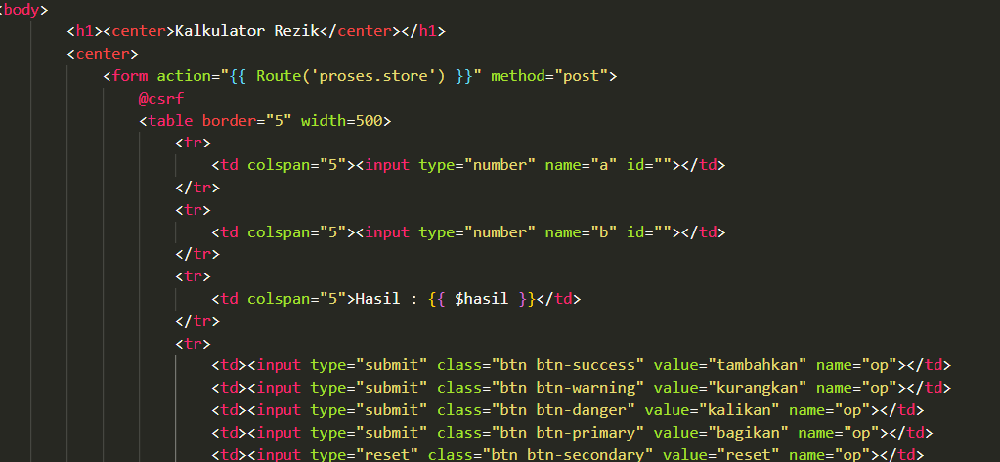 <body>
<h1><center>Kalkulator Rezik</center></h1>
<center>
<form action="{{ Route('proses.store') }}" method="post">
@csrf
<table border="5" width=500>
<tr>
<td colspan="5"><input type="number" name="a" id=""></td>
</tr>
<tr>
<td colspan="5"><input type="number" name="b" id=""></td>
</tr>
<tr>
<td colspan="5">Hasil : {{ $hasil }}</td>
</tr>
<tr>
<td><input type="submit" class="btn btn-success" value="tambahkan" name="op"></td>
<td><input type="submit" class="btn btn-warning" value="kurangkan" name="op"></td>
<td><input type="submit" class="btn btn-danger" value="kalikan" name="op"></td>
<td><input type="submit" class="btn btn-primary" value="bagikan" name="op"></td>
<td><input type="reset" class="btn btn-secondary" value="reset" name="op"></td>